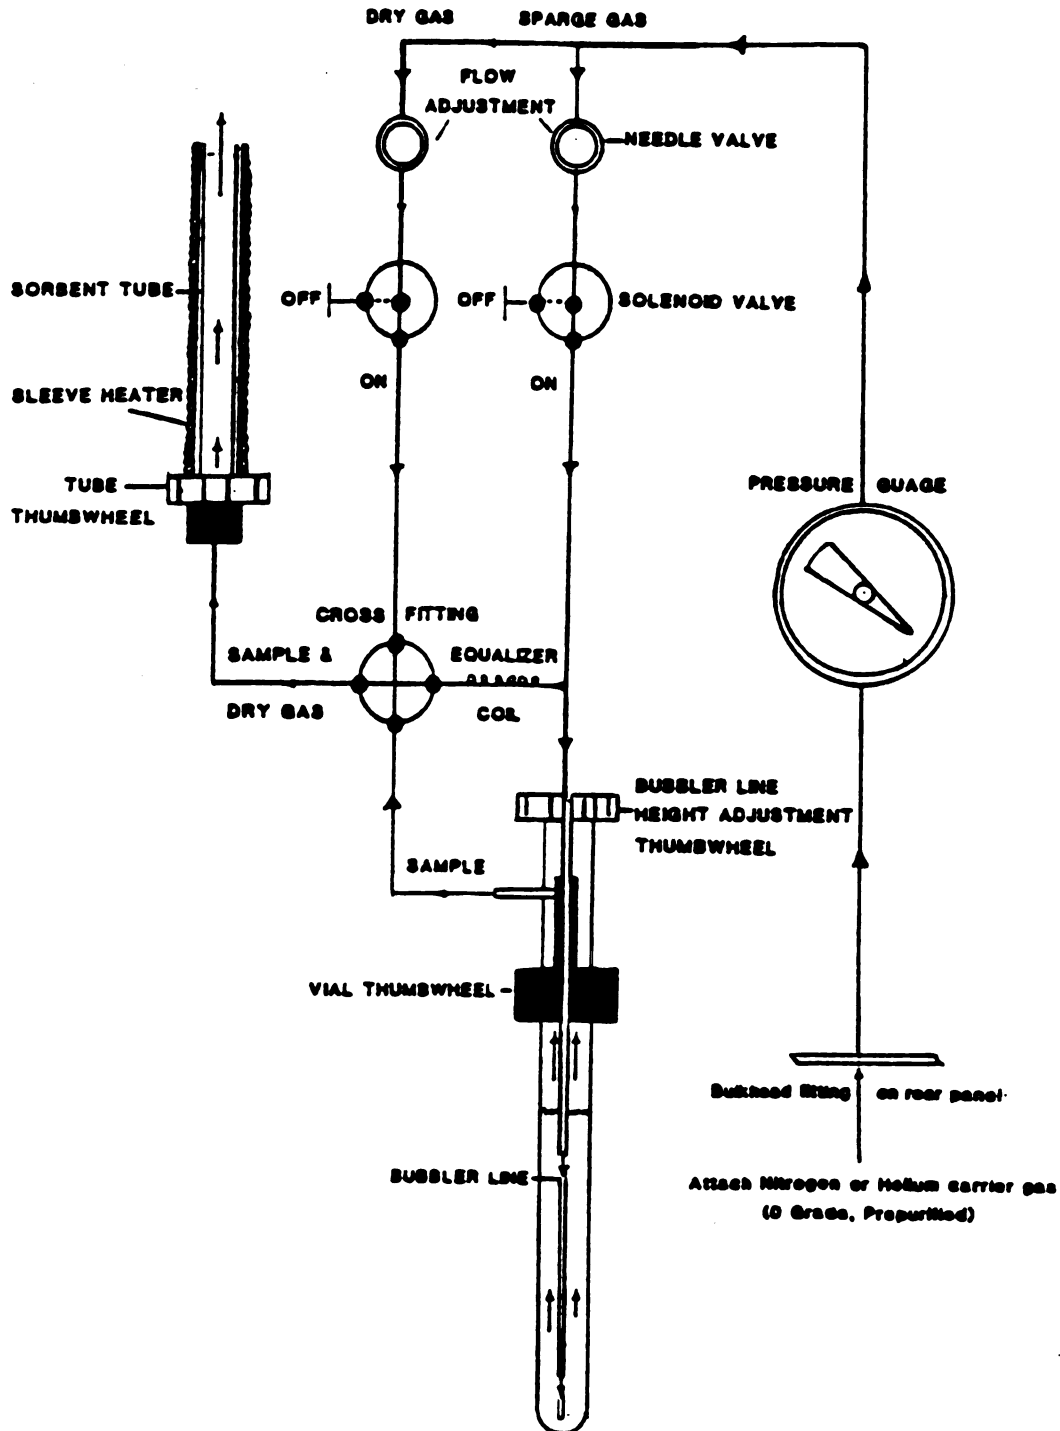 DRY GAS
SPARGE GAS
FLOW
ADJUSTMENT
NEEDLE VALVE
SORBENT TUBE
OFF
OFF
SOLENOID VALVE
ON
ON
SLEEVE HEATER
TUBE
THUMBWHEEL
PRESSURE GUAGE
CROSS FITTING
SAMPLE &
DRY GAS
EQUALIZER
COIL
BUBBLER LINE
HEIGHT ADJUSTMENT
THUMBWHEEL
SAMPLE
VIAL THUMBWHEEL
Bulkhead fitting on rear panel
BUBBLER LINE
Attach Nitrogen or Helium carrier gas
(O Grade, Prepurified)